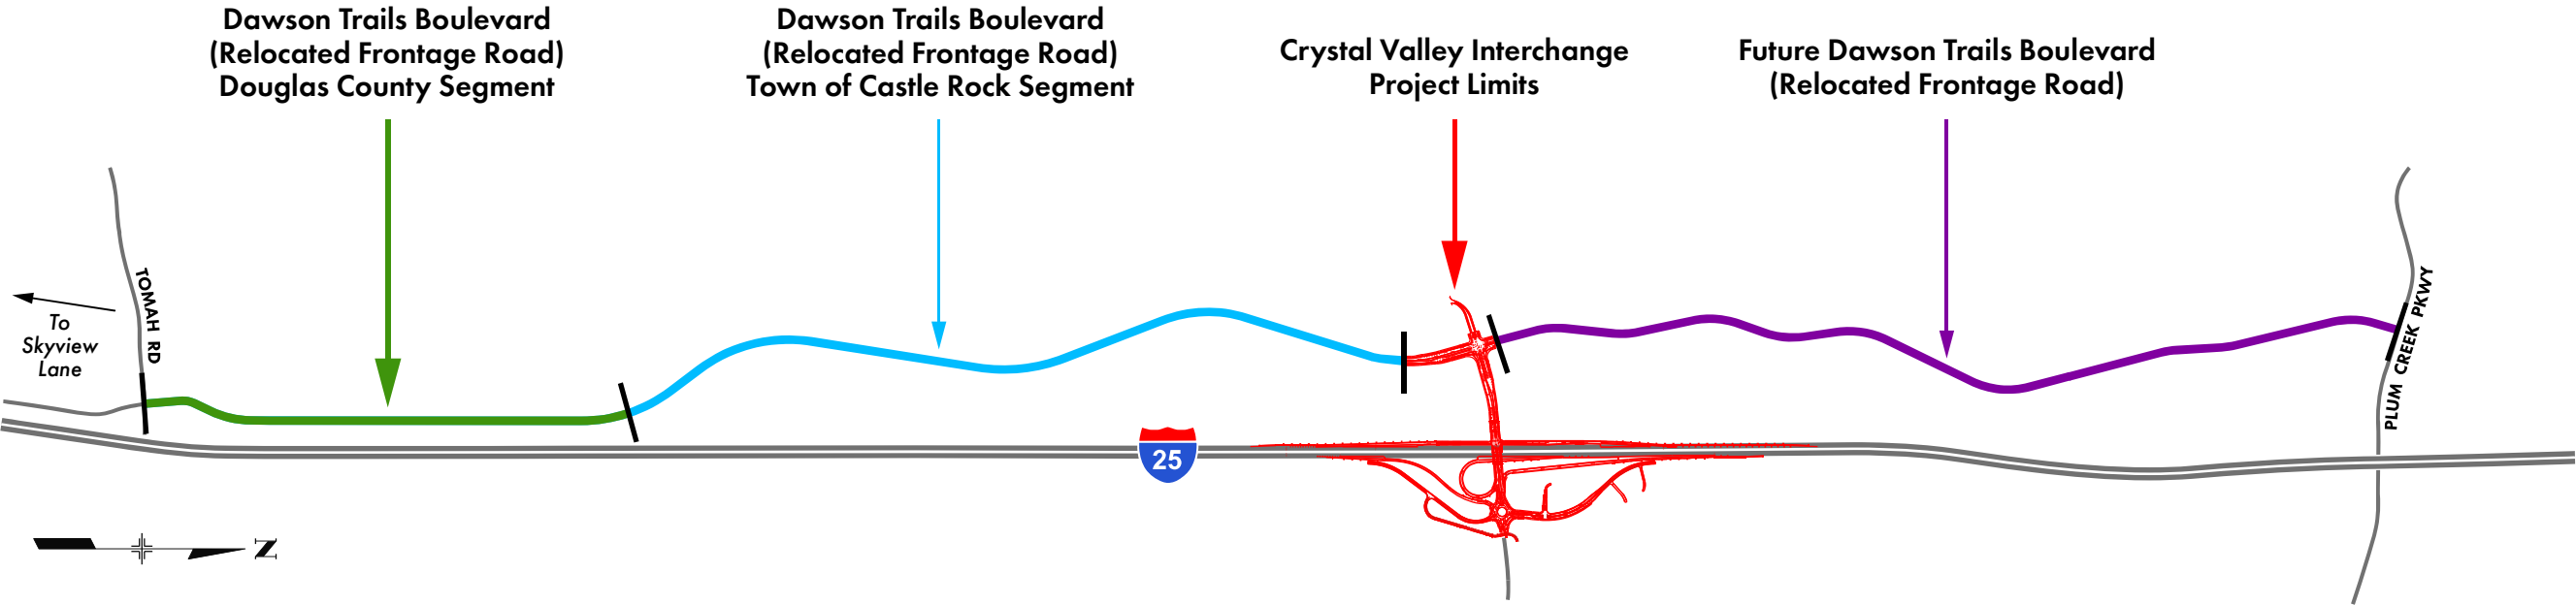 Dawson Trails Boulevard
(Relocated Frontage Road)
Douglas County Segment
Dawson Trails Boulevard
(Relocated Frontage Road)
Town of Castle Rock Segment
Crystal Valley Interchange
Project Limits
Future Dawson Trails Boulevard
(Relocated Frontage Road)
TOMAH RD
To
Skyview
Lane
PLUM CREEK PKWY
25
N